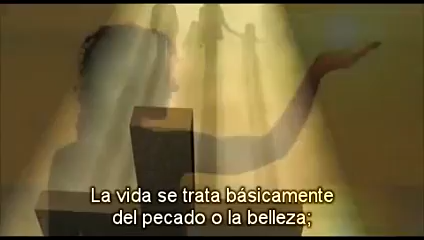 La vida se trata básicamente
del pecado o la belleza;